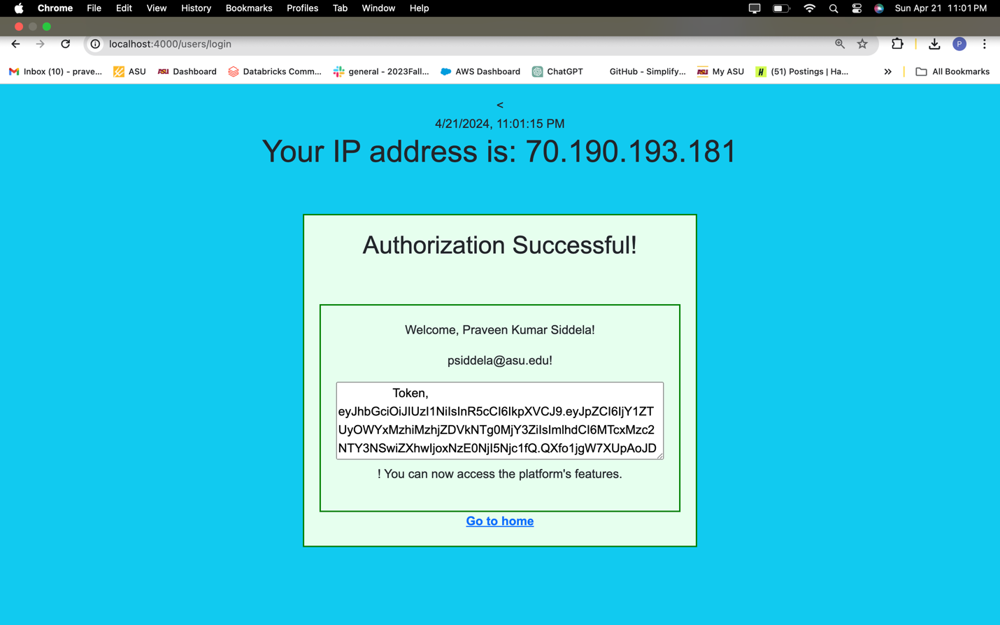 Chrome File Edit View History Bookmarks Profiles Tab Window Help Sun Apr 21 11:01 PM
localhost:4000/users/login P
Inbox (10) - prave... ASU ASU Dashboard Databricks Comm... general - 2023Fall... AWS Dashboard ChatGPT GitHub - Simplify... ASU My ASU H (51) Postings | Ha... » All Bookmarks
<
4/21/2024, 11:01:15 PM
Your IP address is: 70.190.193.181
Authorization Successful!
Welcome, Praveen Kumar Siddela!
psiddela@asu.edu!
Token,
eyJhbGciOiJIUzI1NiIsInR5cCI6IkpXVCJ9.eyJpZCI6IjY1ZT
UyOWYxMzhiMzhjZDVkNTg0MjY3ZiIsImlhdCI6MTcxMzc2
NTY3NSwiZXhwIjoxNzE0NjI5Njc1fQ.QXfo1jgW7XUpAoJD
! You can now access the platform's features.
Go to home